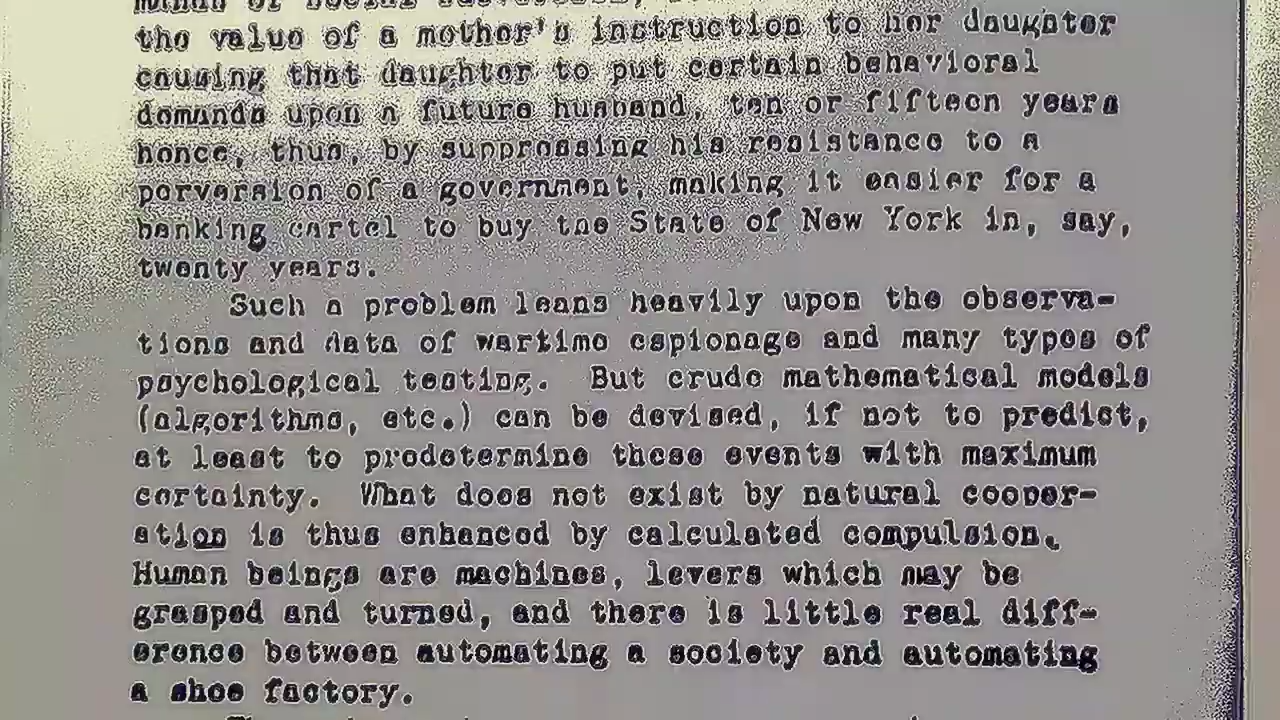 the value of a mother's instruction to her daughter
causing that daughter to put certain behavioral
demands upon a future husband, ten or fifteen years
hence, thus, by suppressing his resistance to a
perversion of a government, making it easier for a
banking cartel to buy the State of New York in, say,
twenty years.
Such a problem leans heavily upon the observa-
tions and data of wartime espionage and many types of
psychological testing. But crude mathematical models
(algorithms, etc.) can be devised, if not to predict,
at least to predetermine these events with maximum
certainty. What does not exist by natural cooper-
ation is thus enhanced by calculated compulsion.
Human beings are machines, levers which may be
grasped and turned, and there is little real diff-
erence between automating a society and automating
a shoe factory.